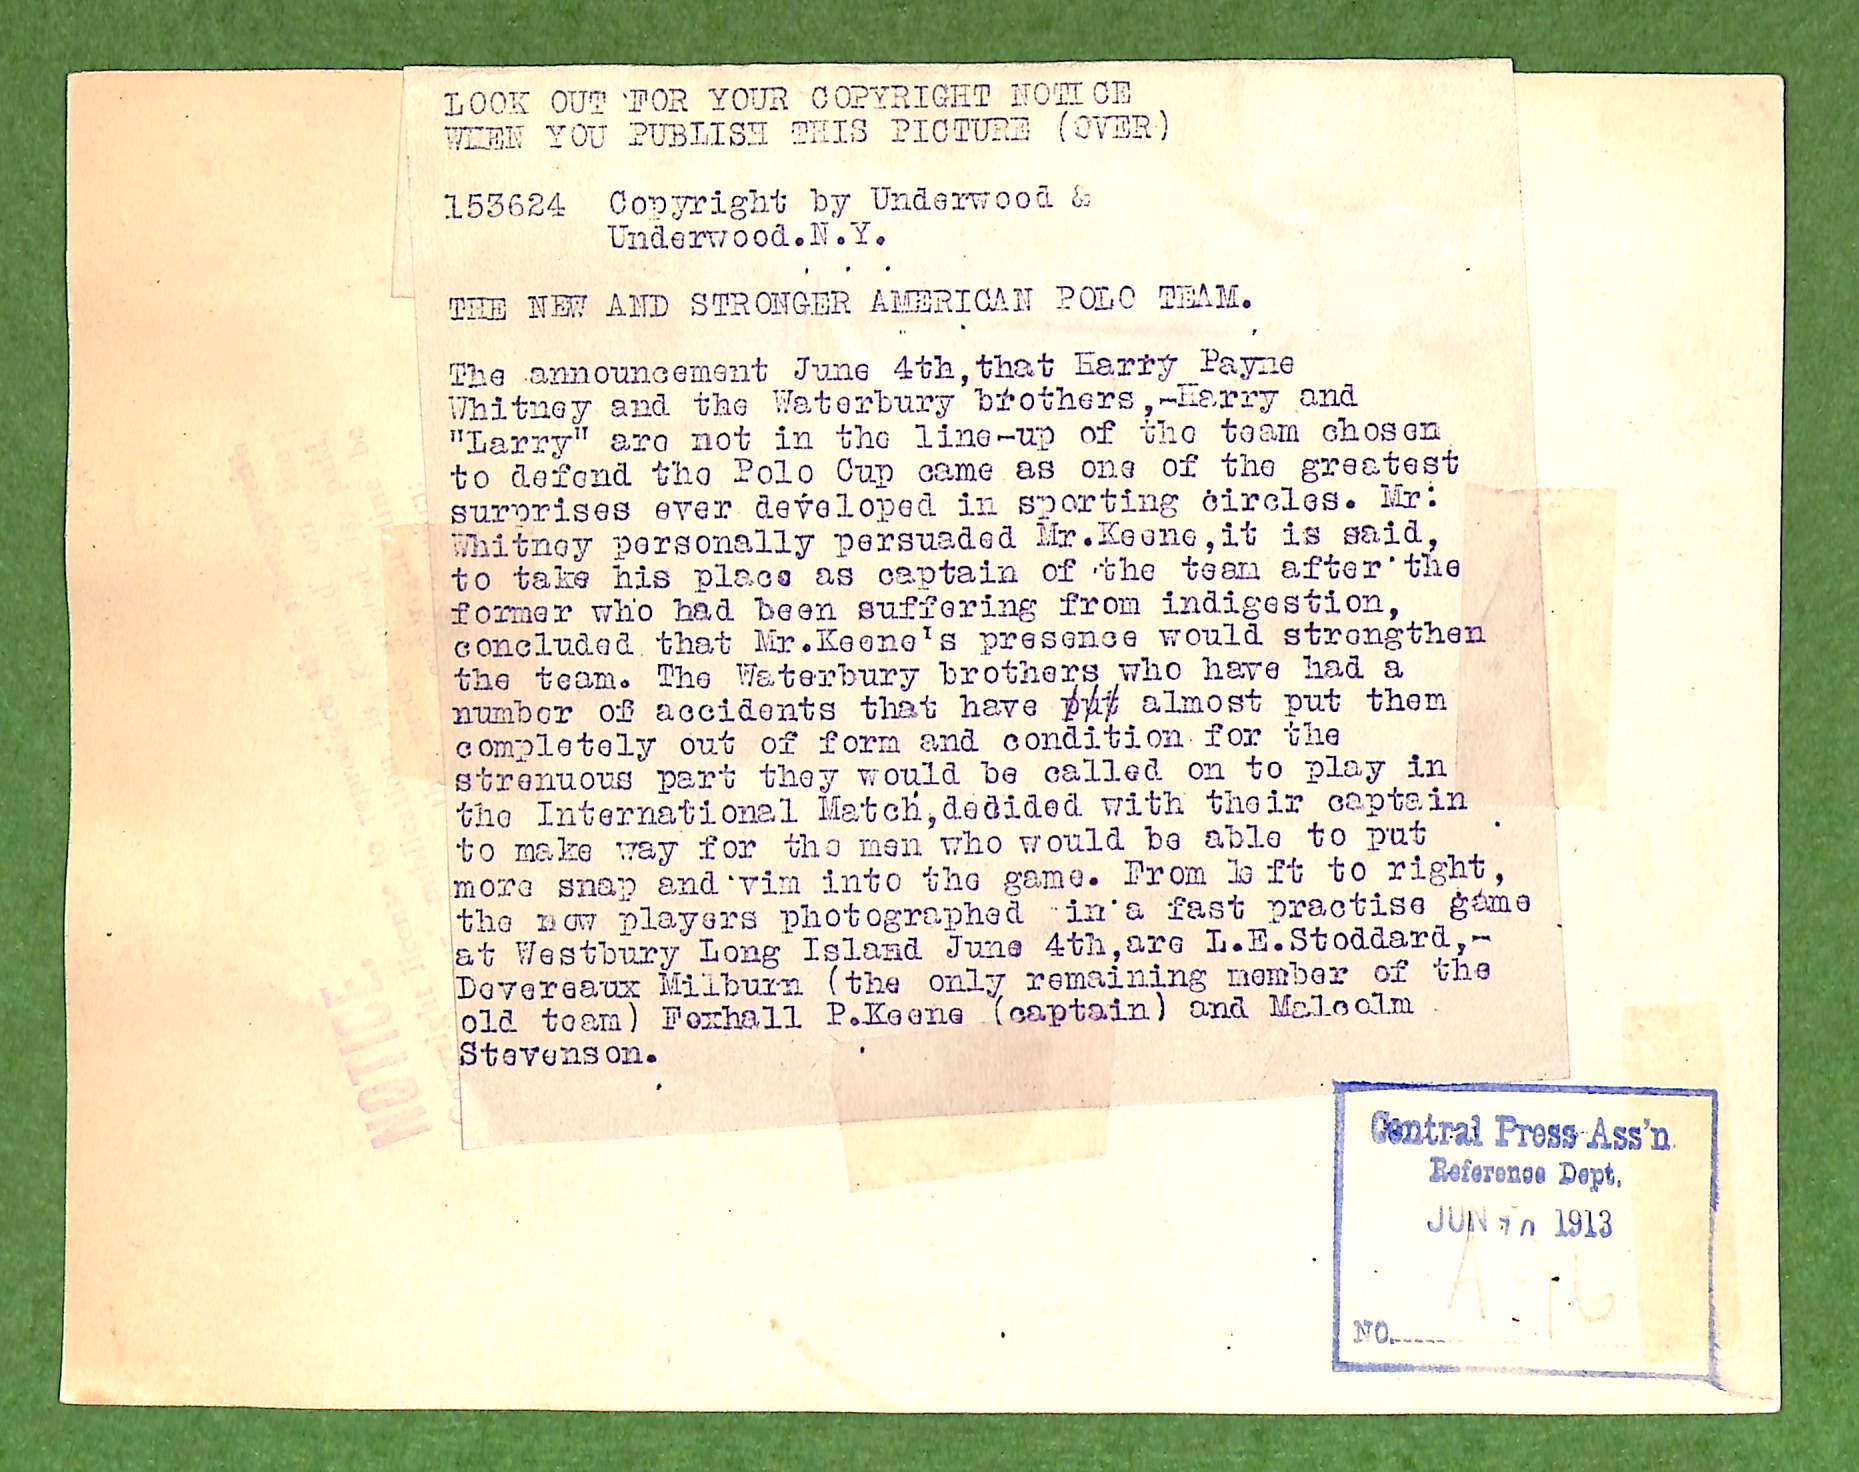 LOOK OUT FOR YOUR COPYRIGHT NOTICE
WHEN YOU PUBLISH THIS PICTURE (OVER)
153624 Copyright by Underwood &
Underwood.N.Y.
THE NEW AND STRONGER AMERICAN POLO TEAM.
The announcement June 4th,that Harry Payne
Whitney and the Waterbury brothers,-Harry and
"Larry" are not in the line-up of the team chosen
to defend the Polo Cup came as one of the greatest
surprises ever developed in sporting circles. Mr.
Whitney personally persuaded Mr.Keene,it is said,
to take his place as captain of the team after the
former who had been suffering from indigestion,
concluded that Mr.Keene's presence would strengthen
the team. The Waterbury brothers who have had a
number of accidents that have put almost put them
completely out of form and condition for the
strenuous part they would be called on to play in
the International Match,decided with their captain
to make way for the men who would be able to put
more snap and vim into the game. From left to right,
the new players photographed in a fast practise game
at Westbury Long Island June 4th,are L.E.Stoddard,-
Devereaux Milburn (the only remaining member of the
old team) Foxhall P.Keene (captain) and Malcolm
Stevenson.
NOTICE
Central Press Ass'n
Reference Dept.
JUN 1913
NO.